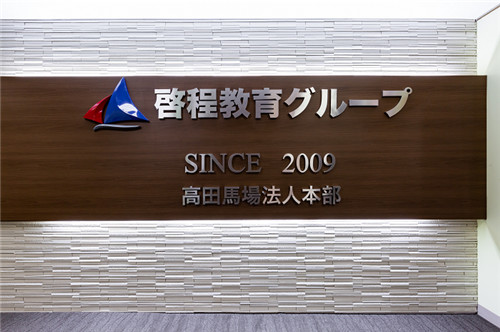 啓程教育グループ
SINCE 2009
高田馬場法人本部